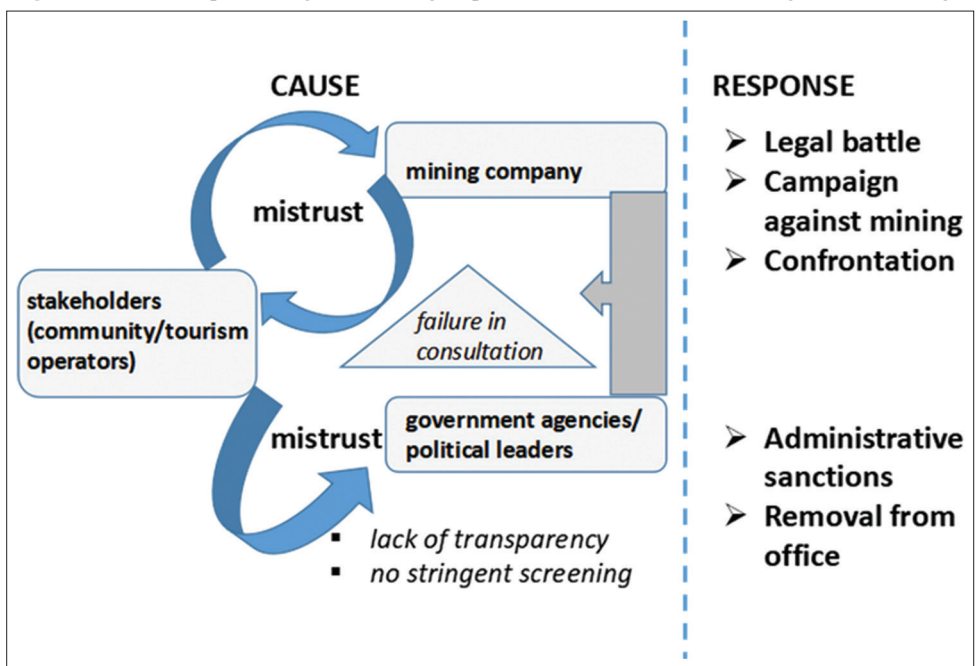 CAUSE
mining company
mistrust
stakeholders
(community/tourism
operators)
failure in
consultation
mistrust
government agencies/
political leaders
▪ lack of transparency
▪ no stringent screening
RESPONSE
➢ Legal battle
➢ Campaign
against mining
➢ Confrontation
➢ Administrative
sanctions
➢ Removal from
office